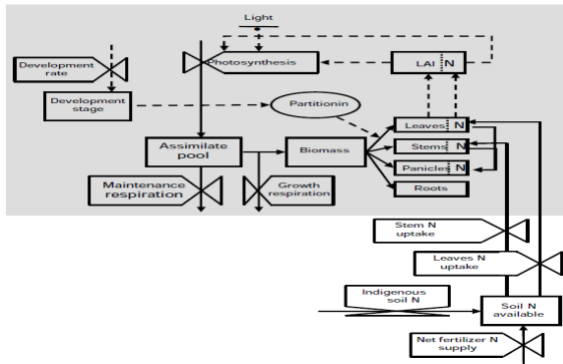 Light
Development
rate
Photosynthesis
LAI N
Development
stage
Partitionin
Leaves N
Assimilate
pool
Biomass
Stems N
Panicles N
Roots
Maintenance
respiration
Growth
respiration
Stem N
uptake
Leaves N
uptake
Indigenous
soil N
Soil N
available
Net fertilizer N
supply